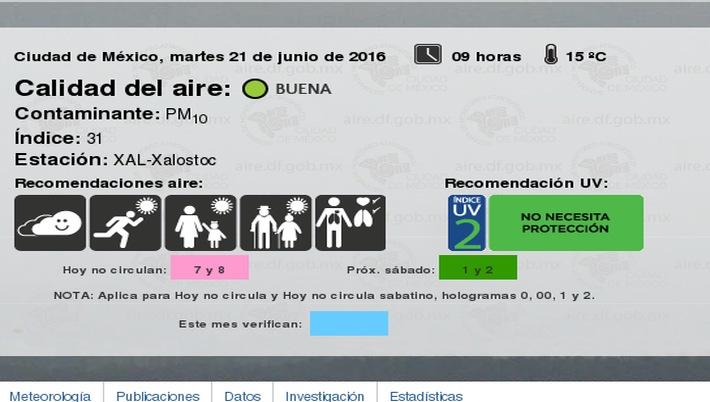 Ciudad de México, martes 21 de junio de 2016 09 horas 15 ºC
Calidad del aire: BUENA
Contaminante: PM10
Índice: 31
Estación: XAL-Xalostoc
Recomendaciones aire: Recomendación UV:
ÍNDICE
UV
2
NO NECESITA
PROTECCIÓN
Hoy no circulan: 7 y 8 Próx. sábado: 1 y 2
NOTA: Aplica para Hoy no circula y Hoy no circula sabatino, hologramas 0, 00, 1 y 2.
Este mes verifican:
Meteorología Publicaciones Datos Investigación Estadísticas
aire.df.gob.mx
CIUDAD
DE MÉXICO